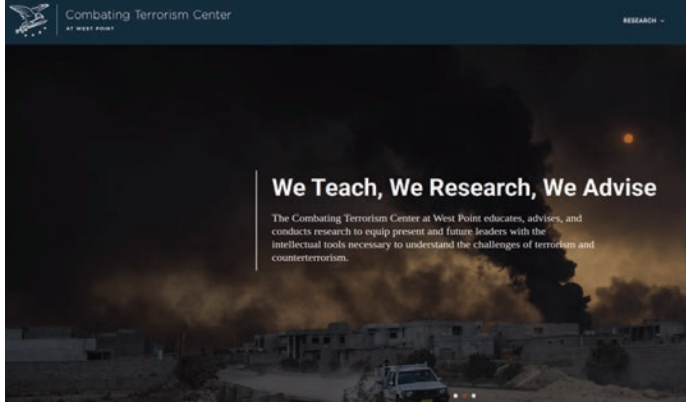 Combating Terrorism Center
AT WEST POINT
RESEARCH
We Teach, We Research, We Advise
The Combating Terrorism Center at West Point educates, advises, and
conducts research to equip present and future leaders with the
intellectual tools necessary to understand the challenges of terrorism and
counterterrorism.